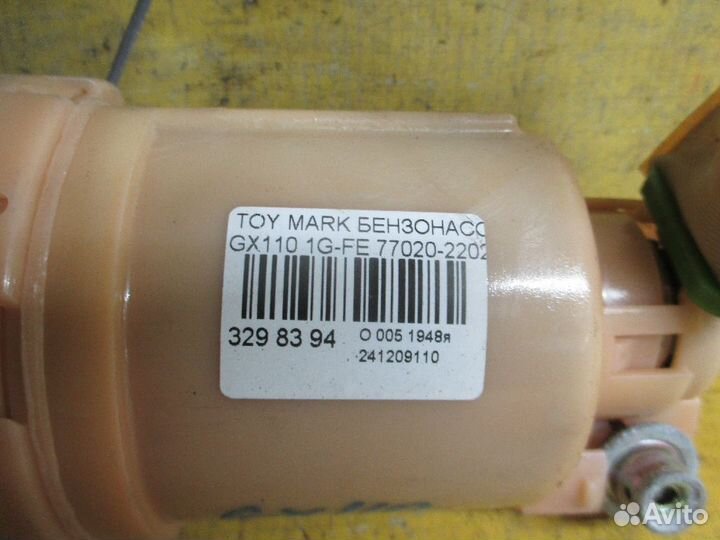 TOY MARK БЕНЗОНАСО
GX110 1G-FE 77020-2202
329 83 94 O 005 1948я
241209110
Avito